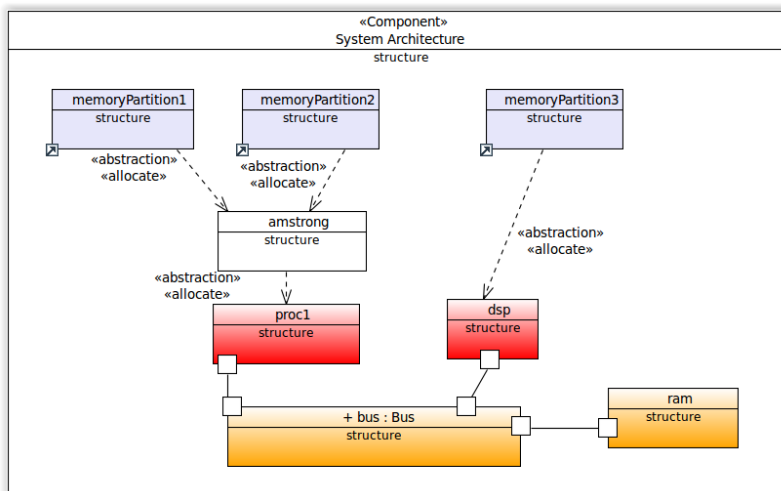 «Component»
System Architecture
structure
memoryPartition1
structure
memoryPartition2
structure
memoryPartition3
structure
«abstraction»
«allocate»
«abstraction»
«allocate»
amstrong
structure
«abstraction»
«allocate»
«abstraction»
«allocate»
proc1
structure
dsp
structure
ram
structure
+ bus : Bus
structure